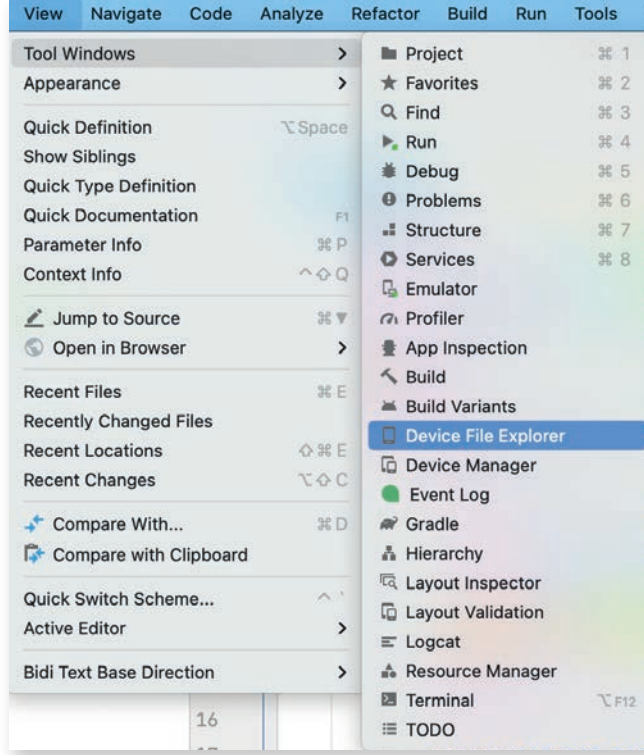 View Navigate Code Analyze Refactor Build Run Tools
Tool Windows
Appearance
Quick Definition ⌥Space
Show Siblings
Quick Type Definition
Quick Documentation F1
Parameter Info ⌘P
Context Info ^⇧Q
Jump to Source ⌘▼
Open in Browser
Recent Files ⌘E
Recently Changed Files
Recent Locations ⇧⌘E
Recent Changes ⌥⇧C
Compare With... ⌘D
Compare with Clipboard
Quick Switch Scheme... ^`
Active Editor
Bidi Text Base Direction
16
Project ⌘1
Favorites ⌘2
Find ⌘3
Run ⌘4
Debug ⌘5
Problems ⌘6
Structure ⌘7
Services ⌘8
Emulator
Profiler
App Inspection
Build
Build Variants
Device File Explorer
Device Manager
Event Log
Gradle
Hierarchy
Layout Inspector
Layout Validation
Logcat
Resource Manager
Terminal ⌥F12
TODO